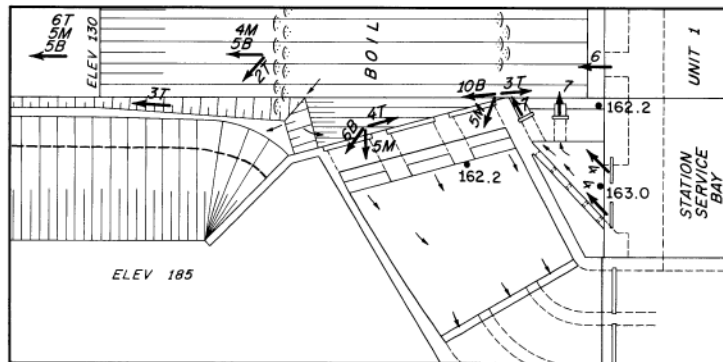 6T
5M
5B
ELEV 130
4M
5B
2T
BOIL
6
UNIT 1
3T
10B
3T
5M
7
7
162.2
4T
6B
5M
162.2
163.0
STATION
SERVICE
BAY
ELEV 185